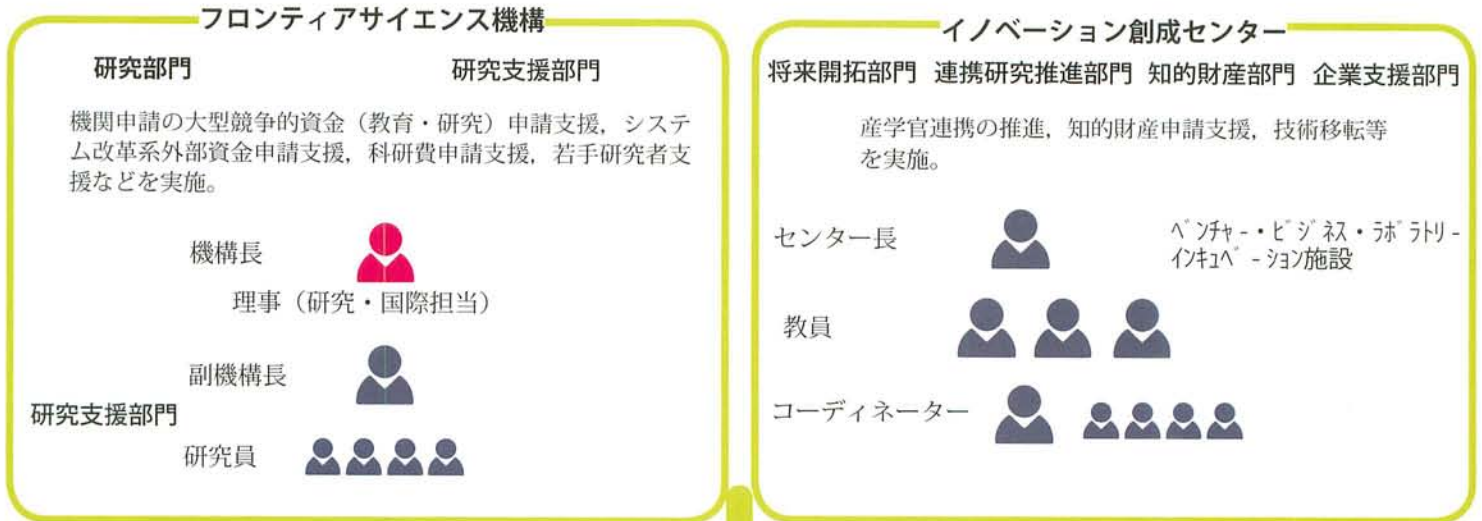 フロンティアサイエンス機構
研究部門 研究支援部門
機関申請の大型競争的資金（教育・研究）申請支援，システ
ム改革系外部資金申請支援，科研費申請支援，若手研究者支
援などを実施。
機構長
理事（研究・国際担当）
副機構長
研究支援部門
研究員
イノベーション創成センター
将来開拓部門 連携研究推進部門 知的財産部門 企業支援部門
産学官連携の推進，知的財産申請支援，技術移転等
を実施。
センター長
ﾍﾞﾝﾁｬｰ・ﾋﾞｼﾞﾈｽ・ﾗﾎﾞﾗﾄﾘｰ
ｲﾝｷｭﾍﾞｰｼｮﾝ施設
教員
コーディネーター